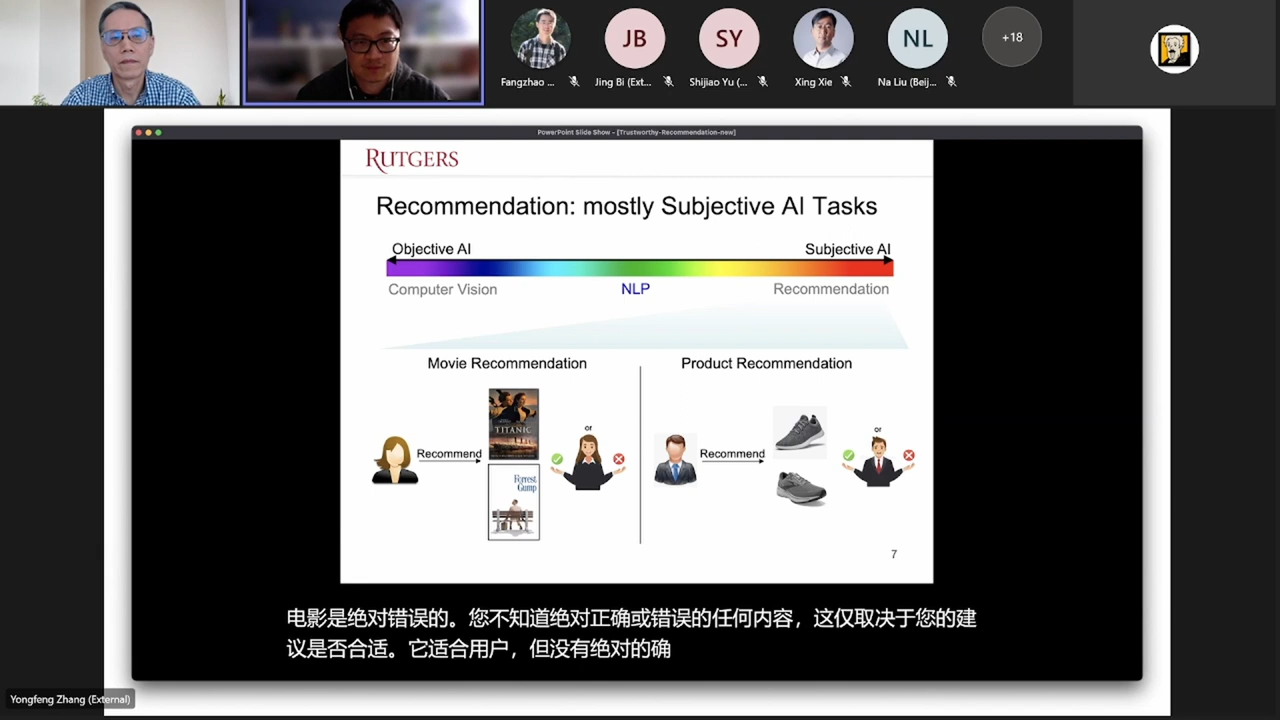 JB
SY
NL
+18
Fangzhao ...
Jing Bi (Ext...
Shijiao Yu (...
Xing Xie
Na Liu (Beij...
PowerPoint Slide Show - [Trustworthy-Recommendation-new]
RUTGERS
Recommendation: mostly Subjective AI Tasks
Objective AI
Subjective AI
Computer Vision
NLP
Recommendation
Movie Recommendation
Product Recommendation
TITANIC
or
or
Recommend
Recommend
Forrest
Gump
7
电影是绝对错误的。您不知道绝对正确或错误的任何内容，这仅取决于您的建
议是否合适。它适合用户，但没有绝对的确
Yongfeng Zhang (External)